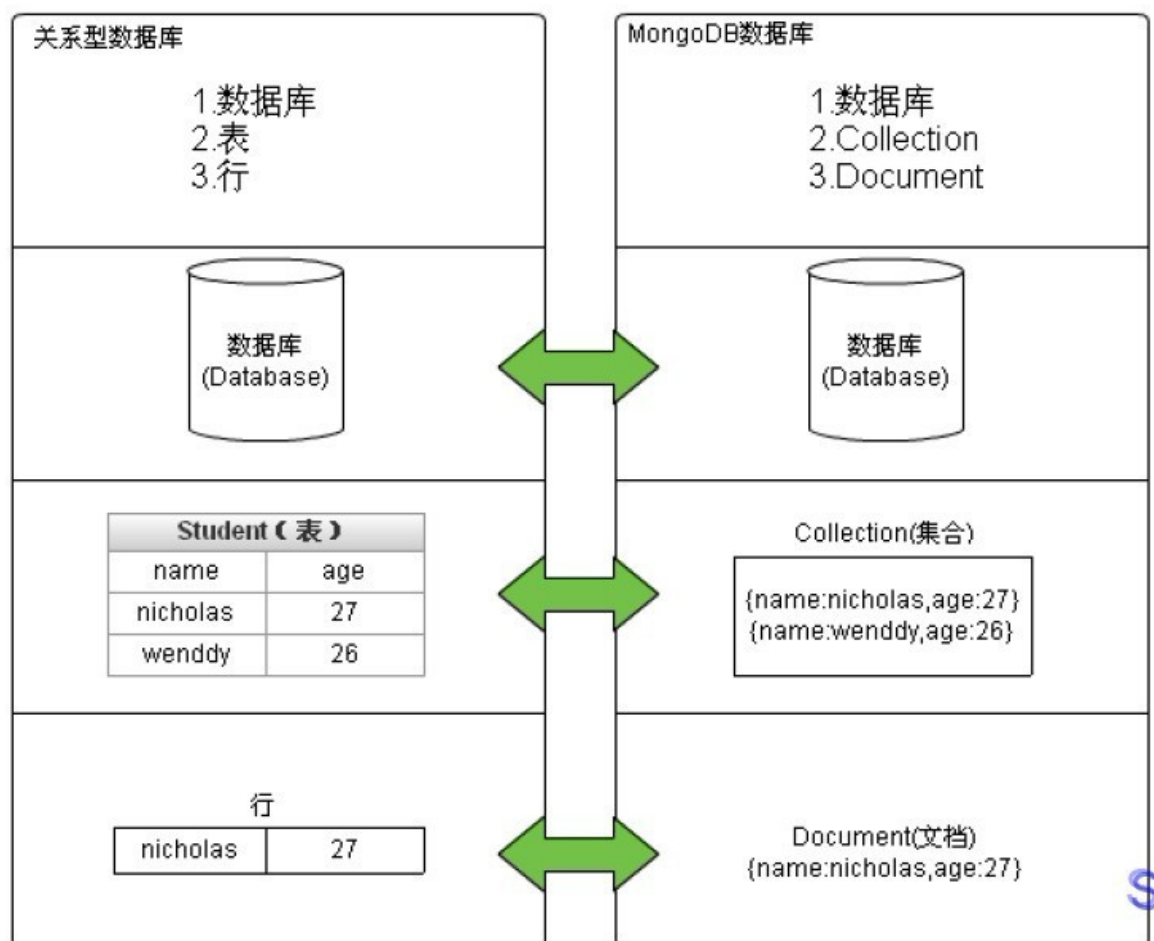 关系型数据库
1.数据库
2.表
3.行
MongoDB数据库
1.数据库
2.Collection
3.Document
数据库
(Database)
数据库
(Database)
Student（表）
name age
nicholas 27
wenddy 26
Collection(集合)
{name:nicholas,age:27}
{name:wenddy,age:26}
行
nicholas 27
Document(文档)
{name:nicholas,age:27}
S